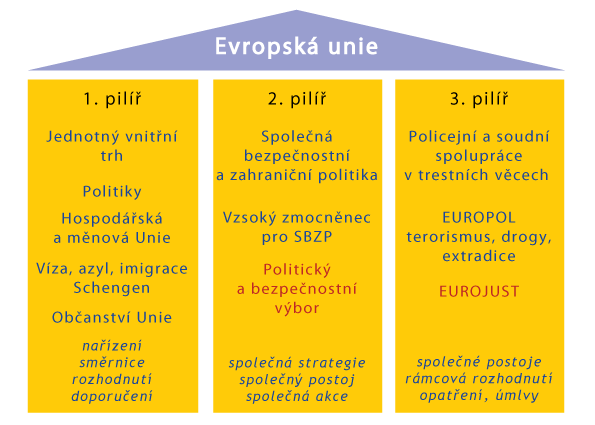 Evropská unie
1. pilíř
Jednotný vnitřní
trh
Politiky
Hospodářská
a měnová Unie
Víza, azyl, imigrace
Schengen
Občanství Unie
nařízení
směrnice
rozhodnutí
doporučení
2. pilíř
Společná
bezpečnostní
a zahraniční politika
Vzsoký zmocněnec
pro SBZP
Politický
a bezpečnostní
výbor
společná strategie
společný postoj
společná akce
3. pilíř
Policejní a soudní
spolupráce
v trestních věcech
EUROPOL
terorismus, drogy,
extradice
EUROJUST
společné postoje
rámcová rozhodnutí
opatření, úmlvy